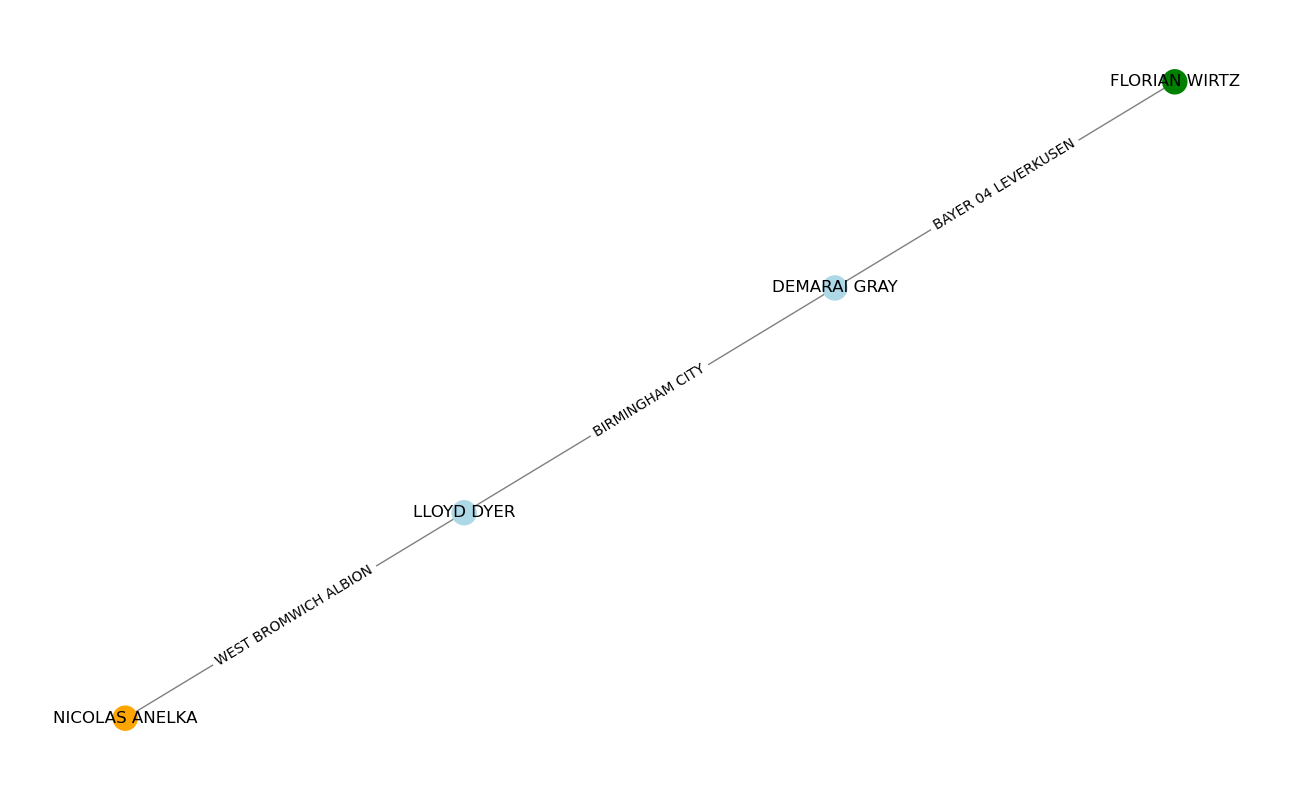 FLORIAN WIRTZ
BAYER 04 LEVERKUSEN
DEMARAI GRAY
BIRMINGHAM CITY
LLOYD DYER
WEST BROMWICH ALBION
NICOLAS ANELKA